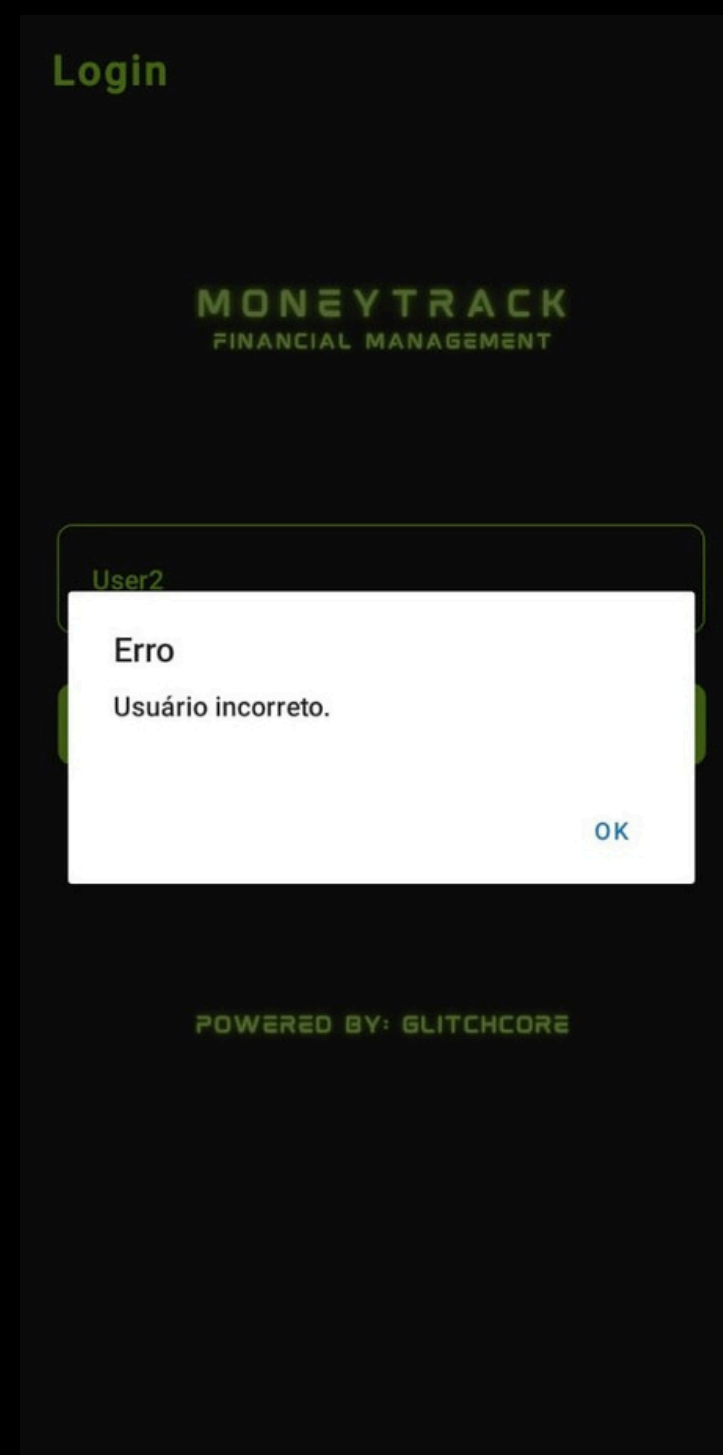 Login
MONEYTRACK
FINANCIAL MANAGEMENT
User2
Erro
Usuário incorreto.
OK
POWERED BY: GLITCHCORE